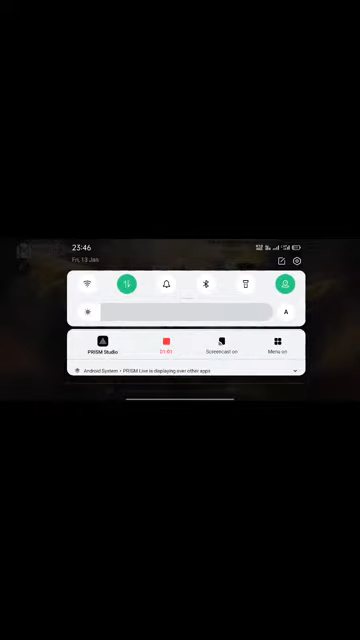 23:46
Fri, 13 Jan
A
PRISM Studio
Screencast on
Menu on
Android System • PRISM Live is displaying over other apps